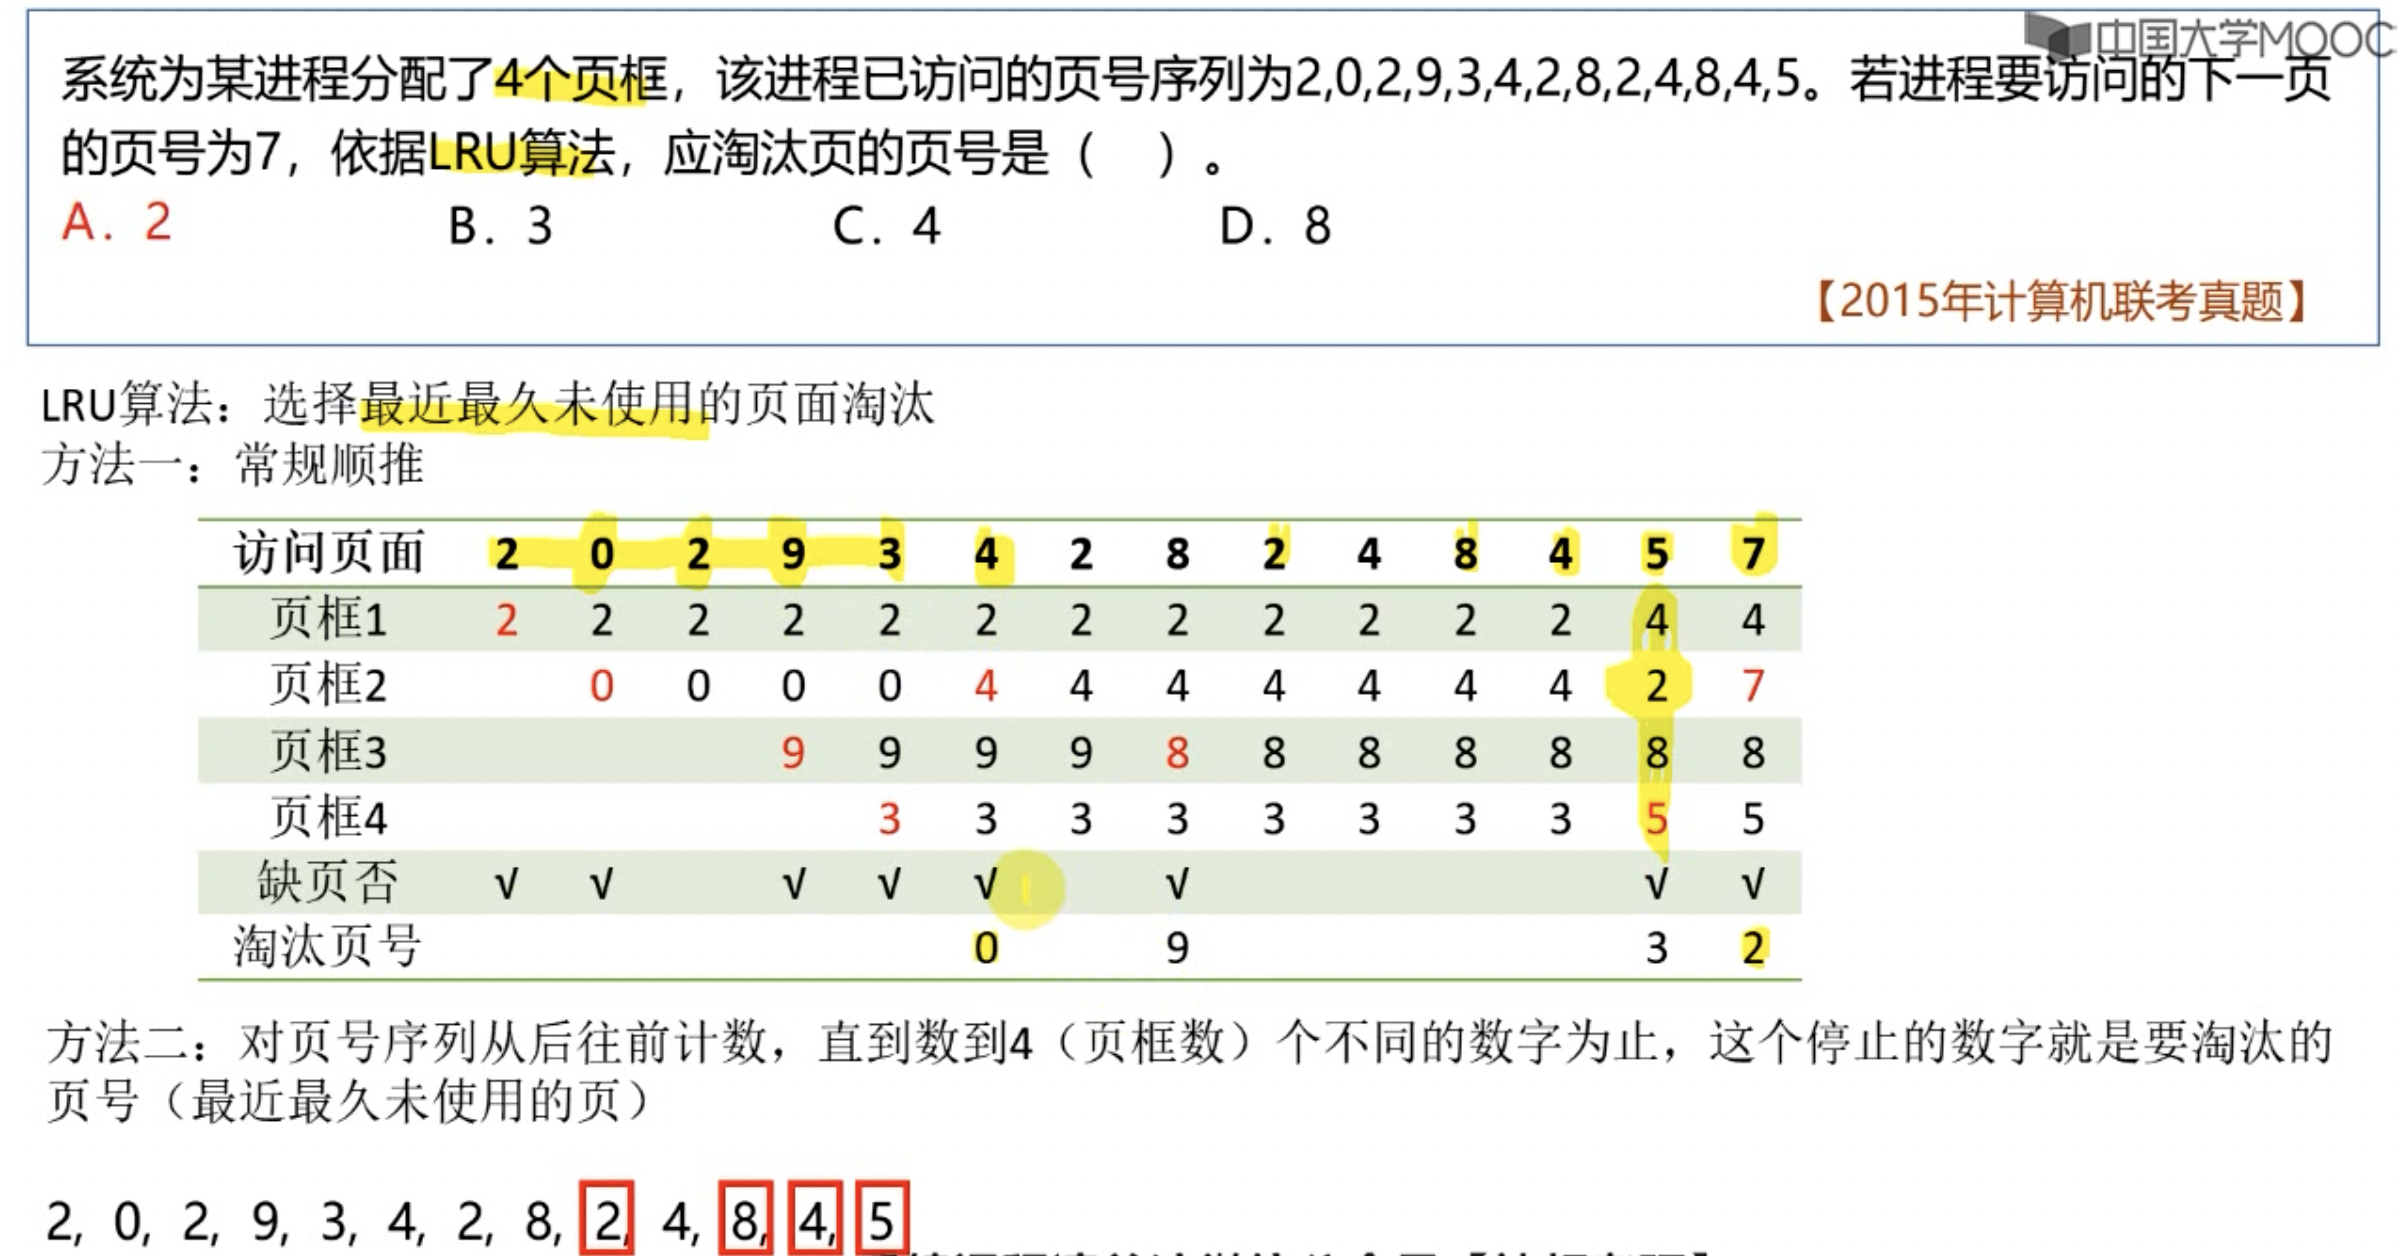 中国大学MOOC
系统为某进程分配了4个页框，该进程已访问的页号序列为2,0,2,9,3,4,2,8,2,4,8,4,5。若进程要访问的下一页
的页号为7，依据LRU算法，应淘汰页的页号是（　）。
A. 2 B. 3 C. 4 D. 8
【2015年计算机联考真题】
LRU算法：选择最近最久未使用的页面淘汰
方法一：常规顺推
访问页面 2 0 2 9 3 4 2 8 2 4 8 4 5 7
页框1 2 2 2 2 2 2 2 2 2 2 2 2 4 4
页框2 0 0 0 0 4 4 4 4 4 4 4 2 7
页框3 9 9 9 9 8 8 8 8 8 8 8
页框4 3 3 3 3 3 3 3 3 5 5
缺页否 √ √ √ √ √ √ √ √
淘汰页号 0 9 3 2
方法二：对页号序列从后往前计数，直到数到4（页框数）个不同的数字为止，这个停止的数字就是要淘汰的
页号（最近最久未使用的页）
2, 0, 2, 9, 3, 4, 2, 8, 2, 4, 8, 4, 5